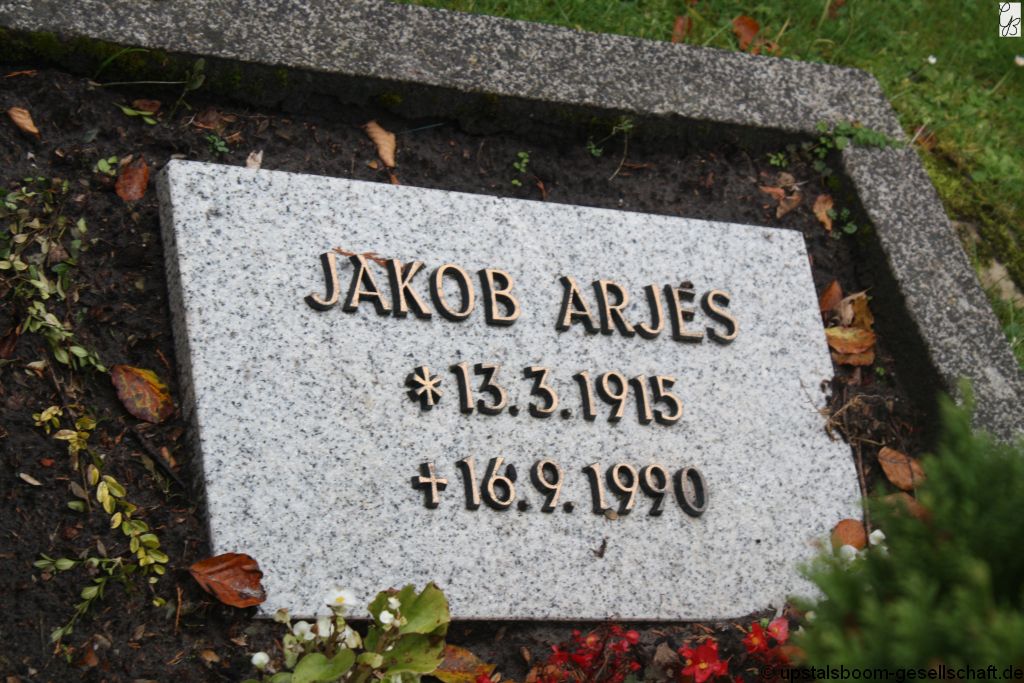 JAKOB ARJES
* 13.3.1915
† 16.9.1990
© upstalsboom-gesellschaft.de